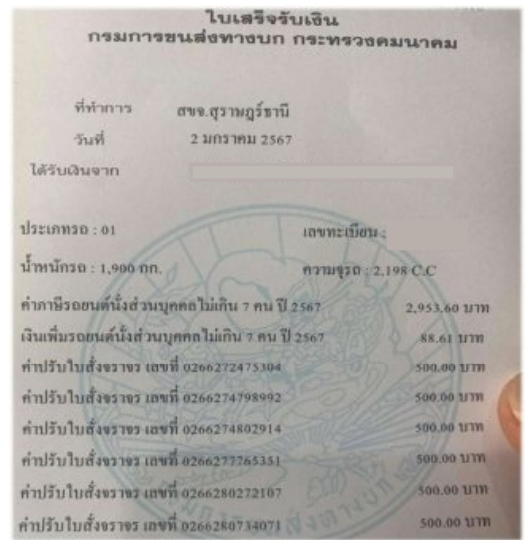 ใบเสร็จรับเงิน
กรมการขนส่งทางบก กระทรวงคมนาคม
ที่ทำการ สขจ.สุราษฎร์ธานี
วันที่ 2 มกราคม 2567
ได้รับเงินจาก
ประเภทรถ : 01 เลขทะเบียน :
น้ำหนักรถ : 1,900 กก. ความจุรถ : 2,198 C.C
ค่าภาษีรถยนต์นั่งส่วนบุคคลไม่เกิน 7 คน ปี 2567 2,953.60 บาท
เงินเพิ่มรถยนต์นั่งส่วนบุคคลไม่เกิน 7 คน ปี 2567 88.61 บาท
ค่าปรับใบสั่งจราจร เลขที่ 0266272475304 500.00 บาท
ค่าปรับใบสั่งจราจร เลขที่ 0266274798992 500.00 บาท
ค่าปรับใบสั่งจราจร เลขที่ 0266274802914 500.00 บาท
ค่าปรับใบสั่งจราจร เลขที่ 0266277765351 500.00 บาท
ค่าปรับใบสั่งจราจร เลขที่ 0266280272107 500.00 บาท
ค่าปรับใบสั่งจราจร เลขที่ 0266280734071 500.00 บาท